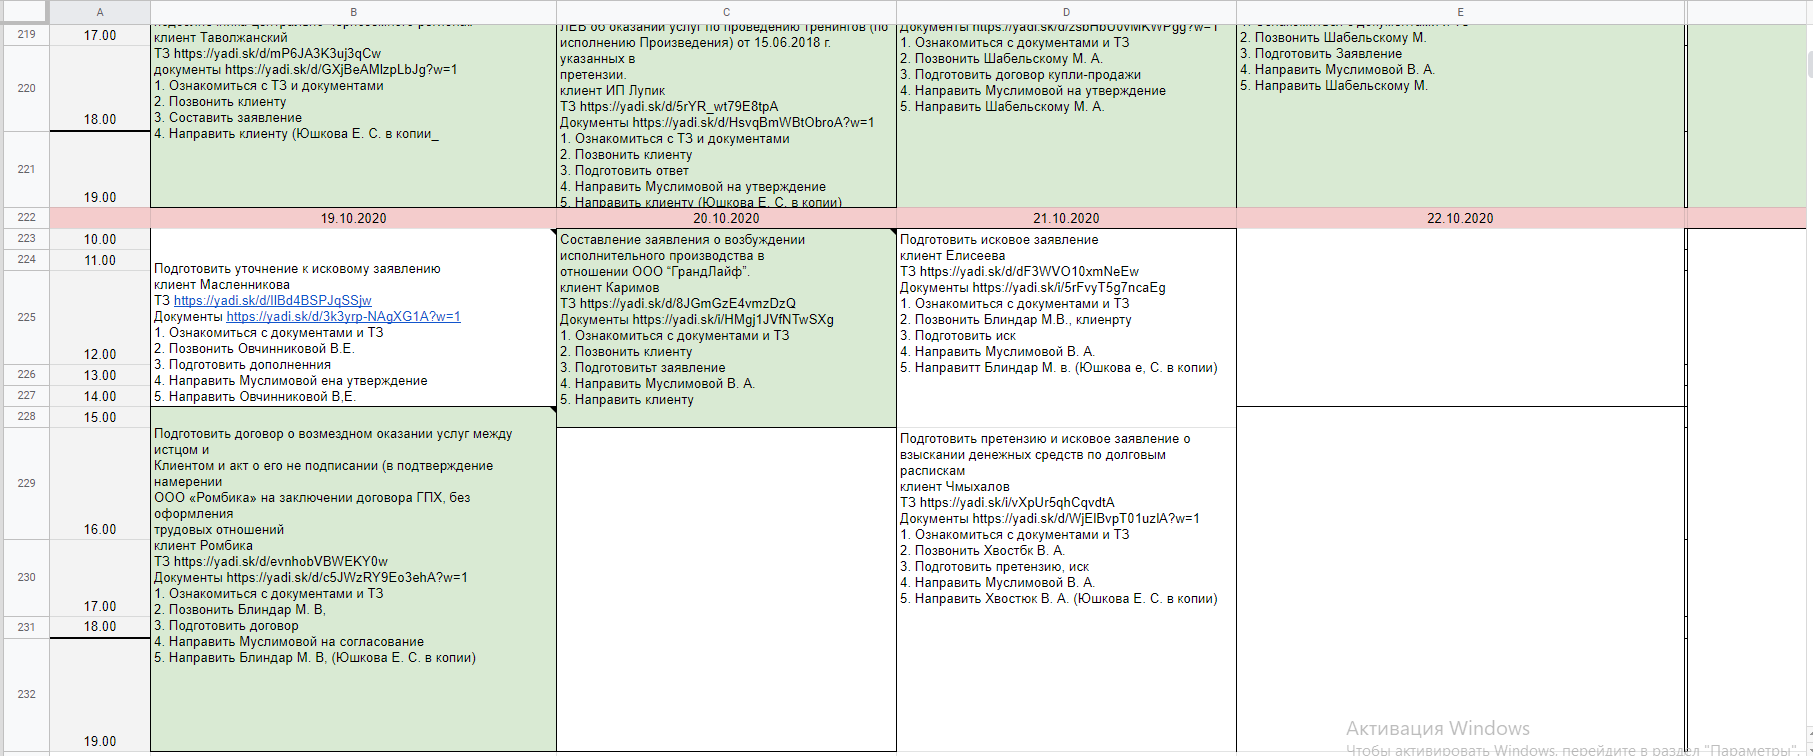 A
B
C
D
E
219
220
221
17.00
18.00
19.00
клиент Таволжанский
ТЗ https://yadi.sk/d/mP6JA3K3uj3qCw
документы https://yadi.sk/d/GXjBeAMlzpLbJg?w=1
1. Ознакомиться с ТЗ и документами
2. Позвонить клиенту
3. Составить заявление
4. Направить клиенту (Юшкова Е. С. в копии_
ЛЕВ об оказании услуг по проведению тренингов (по
исполнению Произведения) от 15.06.2018 г.
указанных в
претензии.
клиент ИП Лупик
ТЗ https://yadi.sk/d/5rYR_wt79E8tpA
Документы https://yadi.sk/d/HsvqBmWBtObroA?w=1
1. Ознакомиться с ТЗ и документами
2. Позвонить клиенту
3. Подготовить ответ
4. Направить Муслимовой на утверждение
5. Направить клиенту (Юшкова Е. С. в копии)
Документы https://yadi.sk/d/2sbHbUovMKWPgg?w=1
1. Ознакомиться с документами и ТЗ
2. Позвонить Шабельскому М. А.
3. Подготовить договор купли-продажи
4. Направить Муслимовой на утверждение
5. Направить Шабельскому М. А.
1. Ознакомиться с документами и ТЗ
2. Позвонить Шабельскому М.
3. Подготовить Заявление
4. Направить Муслимовой В. А.
5. Направить Шабельскому М.
222
19.10.2020
20.10.2020
21.10.2020
22.10.2020
223
224
225
226
227
228
229
230
231
232
10.00
11.00
12.00
13.00
14.00
15.00
16.00
17.00
18.00
19.00
Подготовить уточнение к исковому заявлению
клиент Масленникова
ТЗ https://yadi.sk/d/IlBd4BSPJqSSjw
Документы https://yadi.sk/d/3k3yrp-NAgXG1A?w=1
1. Ознакомиться с документами и ТЗ
2. Позвонить Овчинниковой В.Е.
3. Подготовить дополненния
4. Направить Муслимовой ена утверждение
5. Направить Овчинниковой В,Е.
Подготовить договор о возмездном оказании услуг между
истцом и
Клиентом и акт о его не подписании (в подтверждение
намерении
ООО «Ромбика» на заключении договора ГПХ, без
оформления
трудовых отношений
клиент Ромбика
ТЗ https://yadi.sk/d/evnhobVBWEKY0w
Документы https://yadi.sk/d/c5JWzRY9Eo3ehA?w=1
1. Ознакомиться с документами и ТЗ
2. Позвонить Блиндар М. В,
3. Подготовить договор
4. Направить Муслимовой на согласование
5. Направить Блиндар М. В, (Юшкова Е. С. в копии)
Составление заявления о возбуждении
исполнительного производства в
отношении ООО “ГрандЛайф”.
клиент Каримов
ТЗ https://yadi.sk/d/8JGmGzE4vmzDzQ
Документы https://yadi.sk/i/HMgj1JVfNTwSXg
1. Ознакомиться с документами и ТЗ
2. Позвонить клиенту
3. Подготовитьт заявление
4. Направить Муслимовой В. А.
5. Направить клиенту
Подготовить исковое заявление
клиент Елисеева
ТЗ https://yadi.sk/d/dF3WVO10xmNeEw
Документы https://yadi.sk/i/5rFvyT5g7ncaEg
1. Ознакомиться с документами и ТЗ
2. Позвонить Блиндар М.В., клиенрту
3. Подготовить иск
4. Направить Муслимовой В. А.
5. Направитт Блиндар М. в. (Юшкова е, С. в копии)
Подготовить претензию и исковое заявление о
взыскании денежных средств по долговым
распискам
клиент Чмыхалов
ТЗ https://yadi.sk/i/vXpUr5qhCqvdtA
Документы https://yadi.sk/d/WjElBvpT01uzlA?w=1
1. Ознакомиться с документами и ТЗ
2. Позвонить Хвостбк В. А.
3. Подготовить претензию, иск
4. Направить Муслимовой В. А.
5. Направить Хвостюк В. А. (Юшкова Е. С. в копии)
Активация Windows
Чтобы активировать Windows, перейдите в раздел "Параметры".